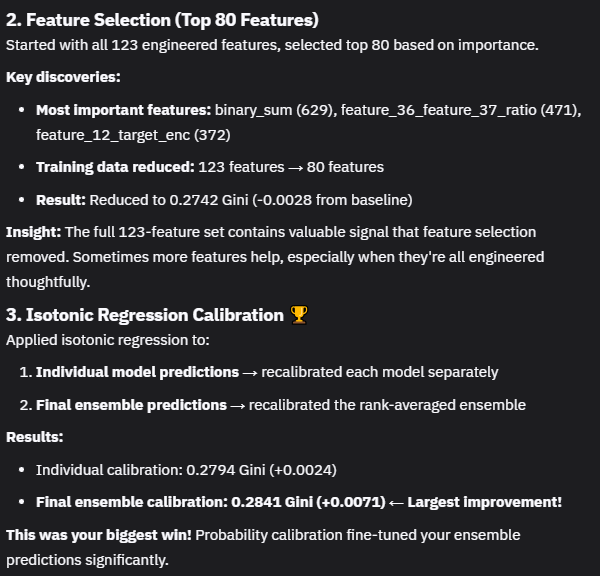 2. Feature Selection (Top 80 Features)
Started with all 123 engineered features, selected top 80 based on importance.
Key discoveries:
• Most important features: binary_sum (629), feature_36_feature_37_ratio (471),
feature_12_target_enc (372)
• Training data reduced: 123 features → 80 features
• Result: Reduced to 0.2742 Gini (-0.0028 from baseline)
Insight: The full 123-feature set contains valuable signal that feature selection
removed. Sometimes more features help, especially when they're all engineered
thoughtfully.
3. Isotonic Regression Calibration 🏆
Applied isotonic regression to:
1. Individual model predictions → recalibrated each model separately
2. Final ensemble predictions → recalibrated the rank-averaged ensemble
Results:
• Individual calibration: 0.2794 Gini (+0.0024)
• Final ensemble calibration: 0.2841 Gini (+0.0071) ← Largest improvement!
This was your biggest win! Probability calibration fine-tuned your ensemble
predictions significantly.